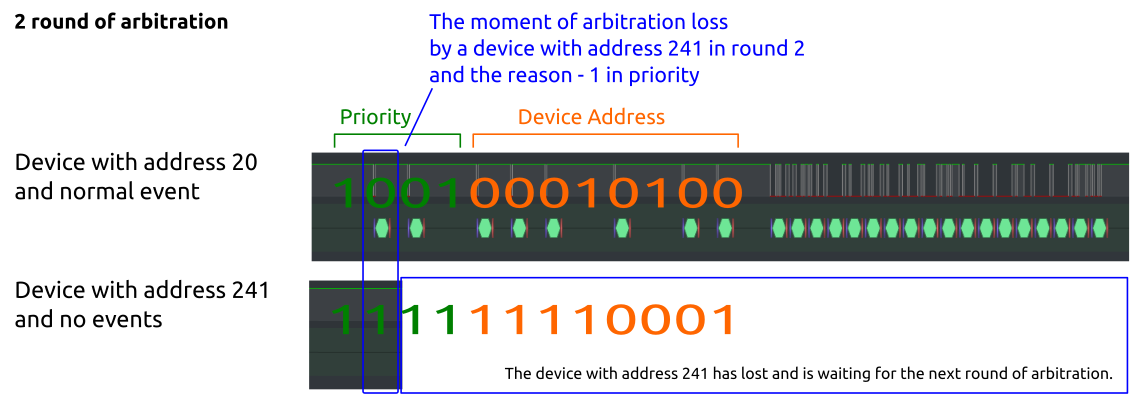 2 round of arbitration
The moment of arbitration loss
by a device with address 241 in round 2
and the reason - 1 in priority
Priority
Device Address
Device with address 20
and normal event
100100010100
Device with address 241
and no events
111111110001
The device with address 241 has lost and is waiting for the next round of arbitration.